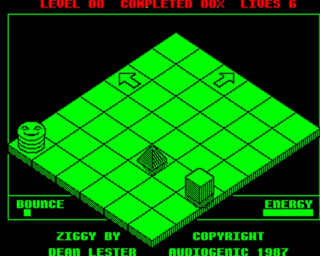 LEVEL 00 COMPLETED 00% LIVES 6
BOUNCE ENERGY
ZIGGY BY COPYRIGHT
DEAN LESTER AUDIOGENIC 1987